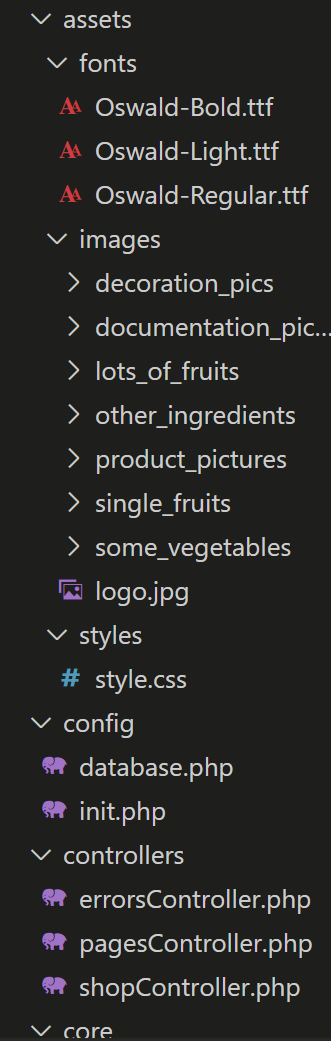 assets
fonts
Oswald-Bold.ttf
Oswald-Light.ttf
Oswald-Regular.ttf
images
decoration_pics
documentation_pic...
lots_of_fruits
other_ingredients
product_pictures
single_fruits
some_vegetables
logo.jpg
styles
# style.css
config
database.php
init.php
controllers
errorsController.php
pagesController.php
shopController.php
core